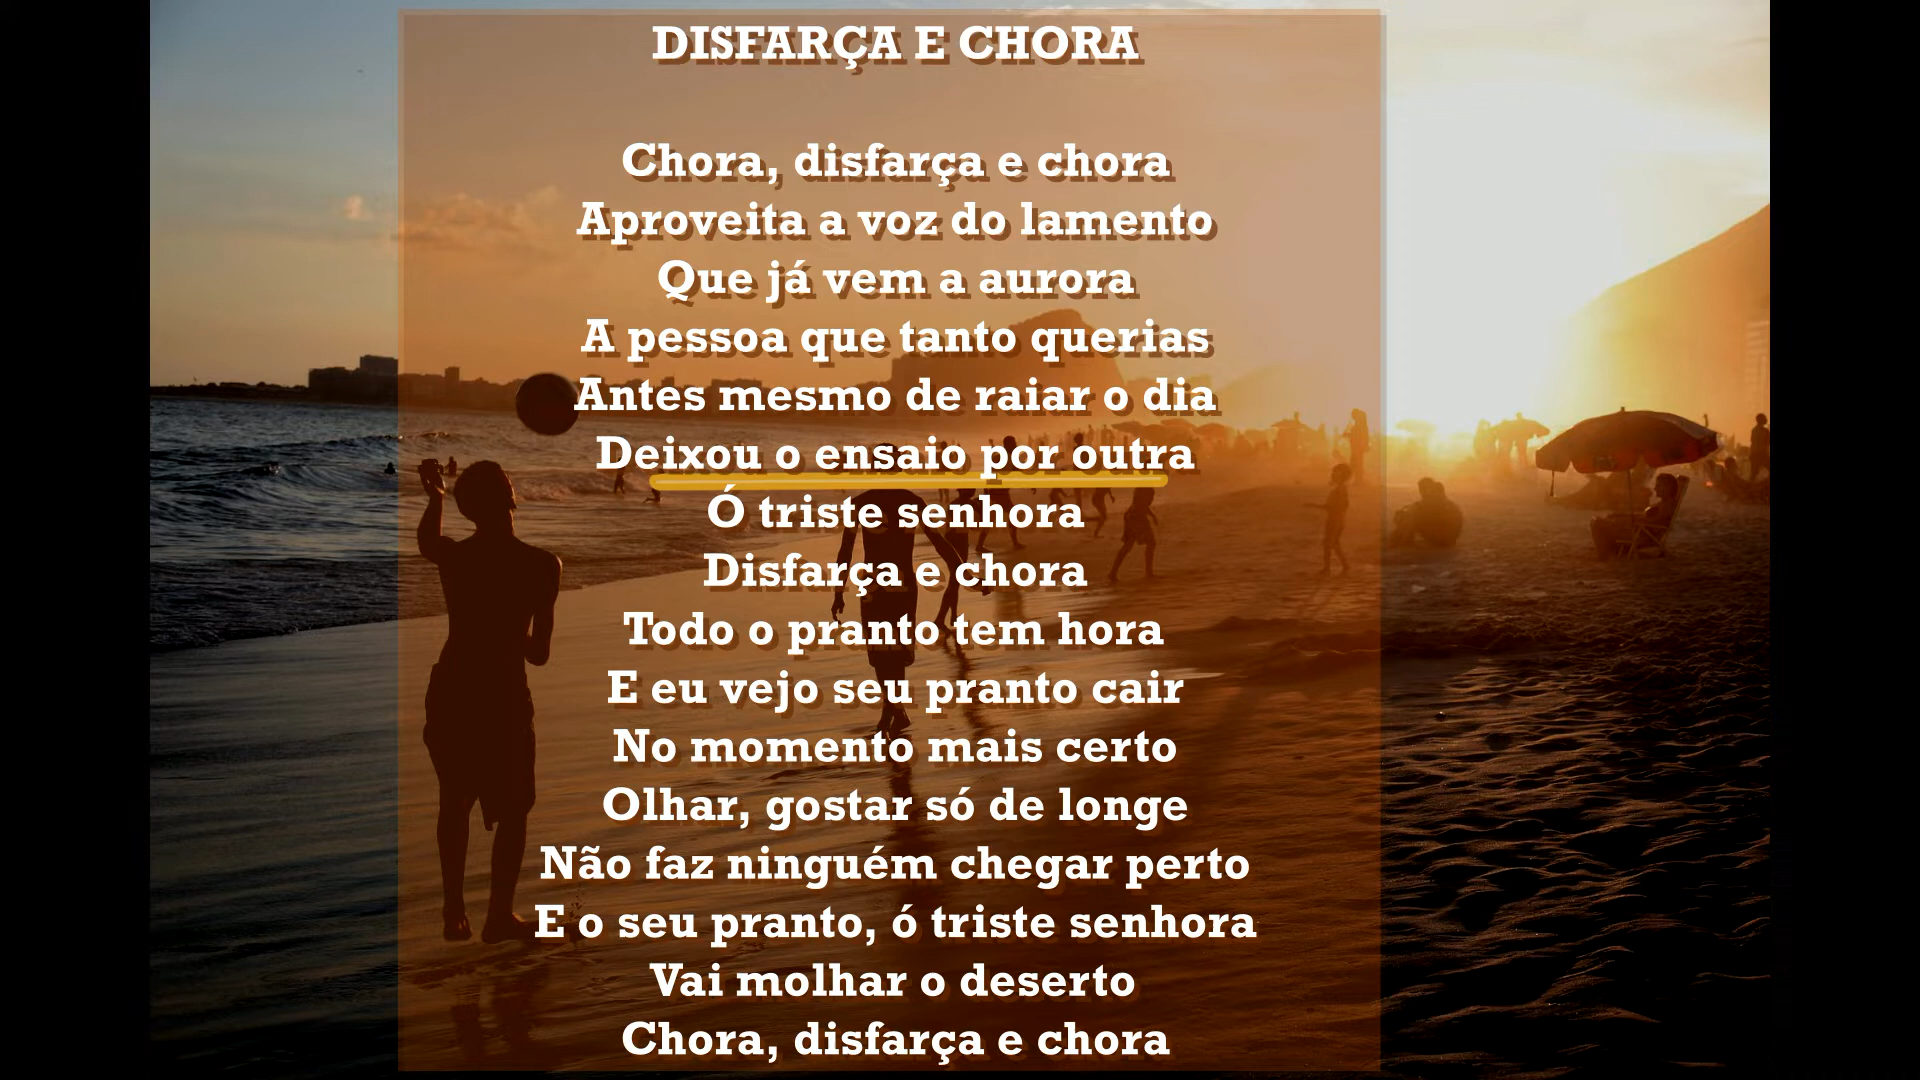 DISFARÇA E CHORA
Chora, disfarça e chora
Aproveita a voz do lamento
Que já vem a aurora
A pessoa que tanto querias
Antes mesmo de raiar o dia
Deixou o ensaio por outra
Ó triste senhora
Disfarça e chora
Todo o pranto tem hora
E eu vejo seu pranto cair
No momento mais certo
Olhar, gostar só de longe
Não faz ninguém chegar perto
E o seu pranto, ó triste senhora
Vai molhar o deserto
Chora, disfarça e chora